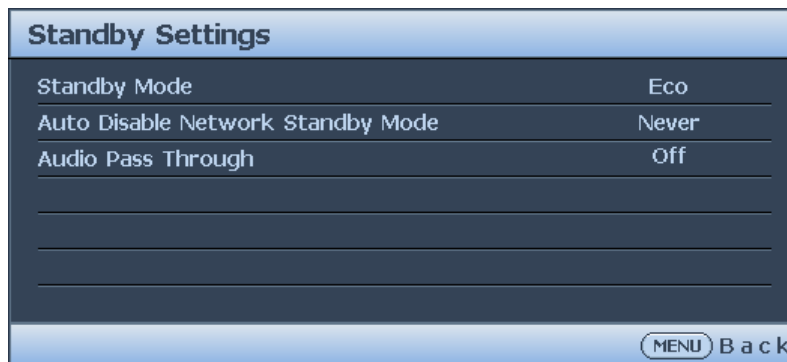 Standby Settings
Standby Mode Eco
Auto Disable Network Standby Mode Never
Audio Pass Through Off
MENU Back